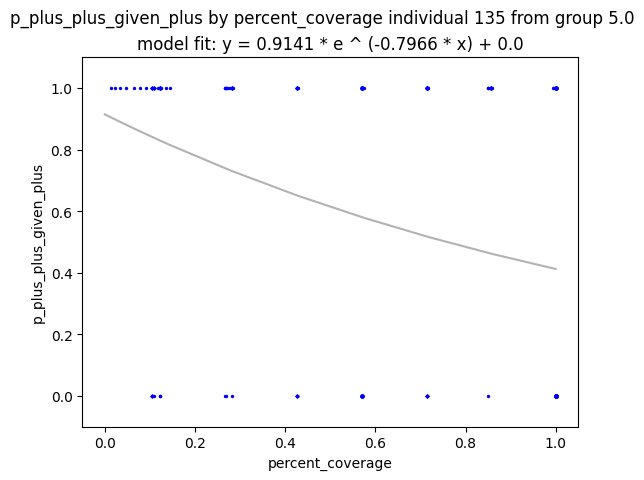 p_plus_plus_given_plus by percent_coverage individual 135 from group 5.0
model fit: y = 0.9141 * e ^ (-0.7966 * x) + 0.0
1.0
0.8
0.6
0.4
0.2
0.0
p_plus_plus_given_plus
0.0 0.2 0.4 0.6 0.8 1.0
percent_coverage